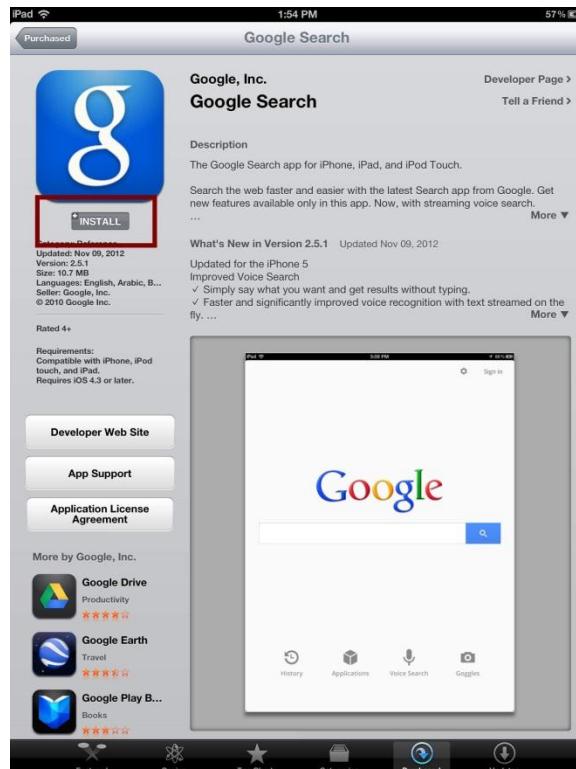 iPad 1:54 PM 57%
Purchased Google Search
g
INSTALL
Updated: Nov 09, 2012
Version: 2.5.1
Size: 10.7 MB
Languages: English, Arabic, B...
Seller: Google, Inc.
© 2010 Google Inc.
Rated 4+
Requirements:
Compatible with iPhone, iPod
touch, and iPad.
Requires iOS 4.3 or later.
Developer Web Site
App Support
Application License
Agreement
More by Google, Inc.
Google Drive
Productivity
Google Earth
Travel
Google Play B...
Books
Google, Inc. Developer Page >
Google Search Tell a Friend >
Description
The Google Search app for iPhone, iPad, and iPod Touch.
Search the web faster and easier with the latest Search app from Google. Get
new features available only in this app. Now, with streaming voice search.
... More ▼
What's New in Version 2.5.1 Updated Nov 09, 2012
Updated for the iPhone 5
Improved Voice Search
✓ Simply say what you want and get results without typing.
✓ Faster and significantly improved voice recognition with text streamed on the
fly. ... More ▼
iPad
Sign in
Google
History Applications Voice Search Goggles